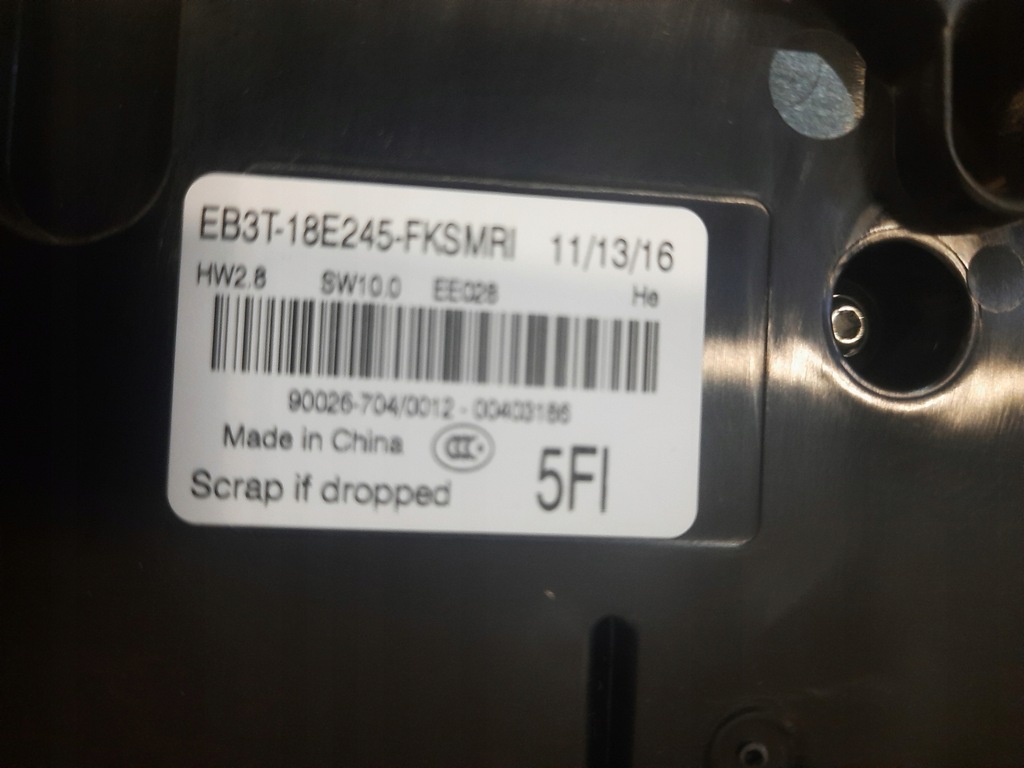 EB3T-18E245-FKSMRI 11/13/16
HW2.8 SW10.0 EE028 He
90026-704/0012 - 00403186
Made in China CCC
Scrap if dropped 5FI